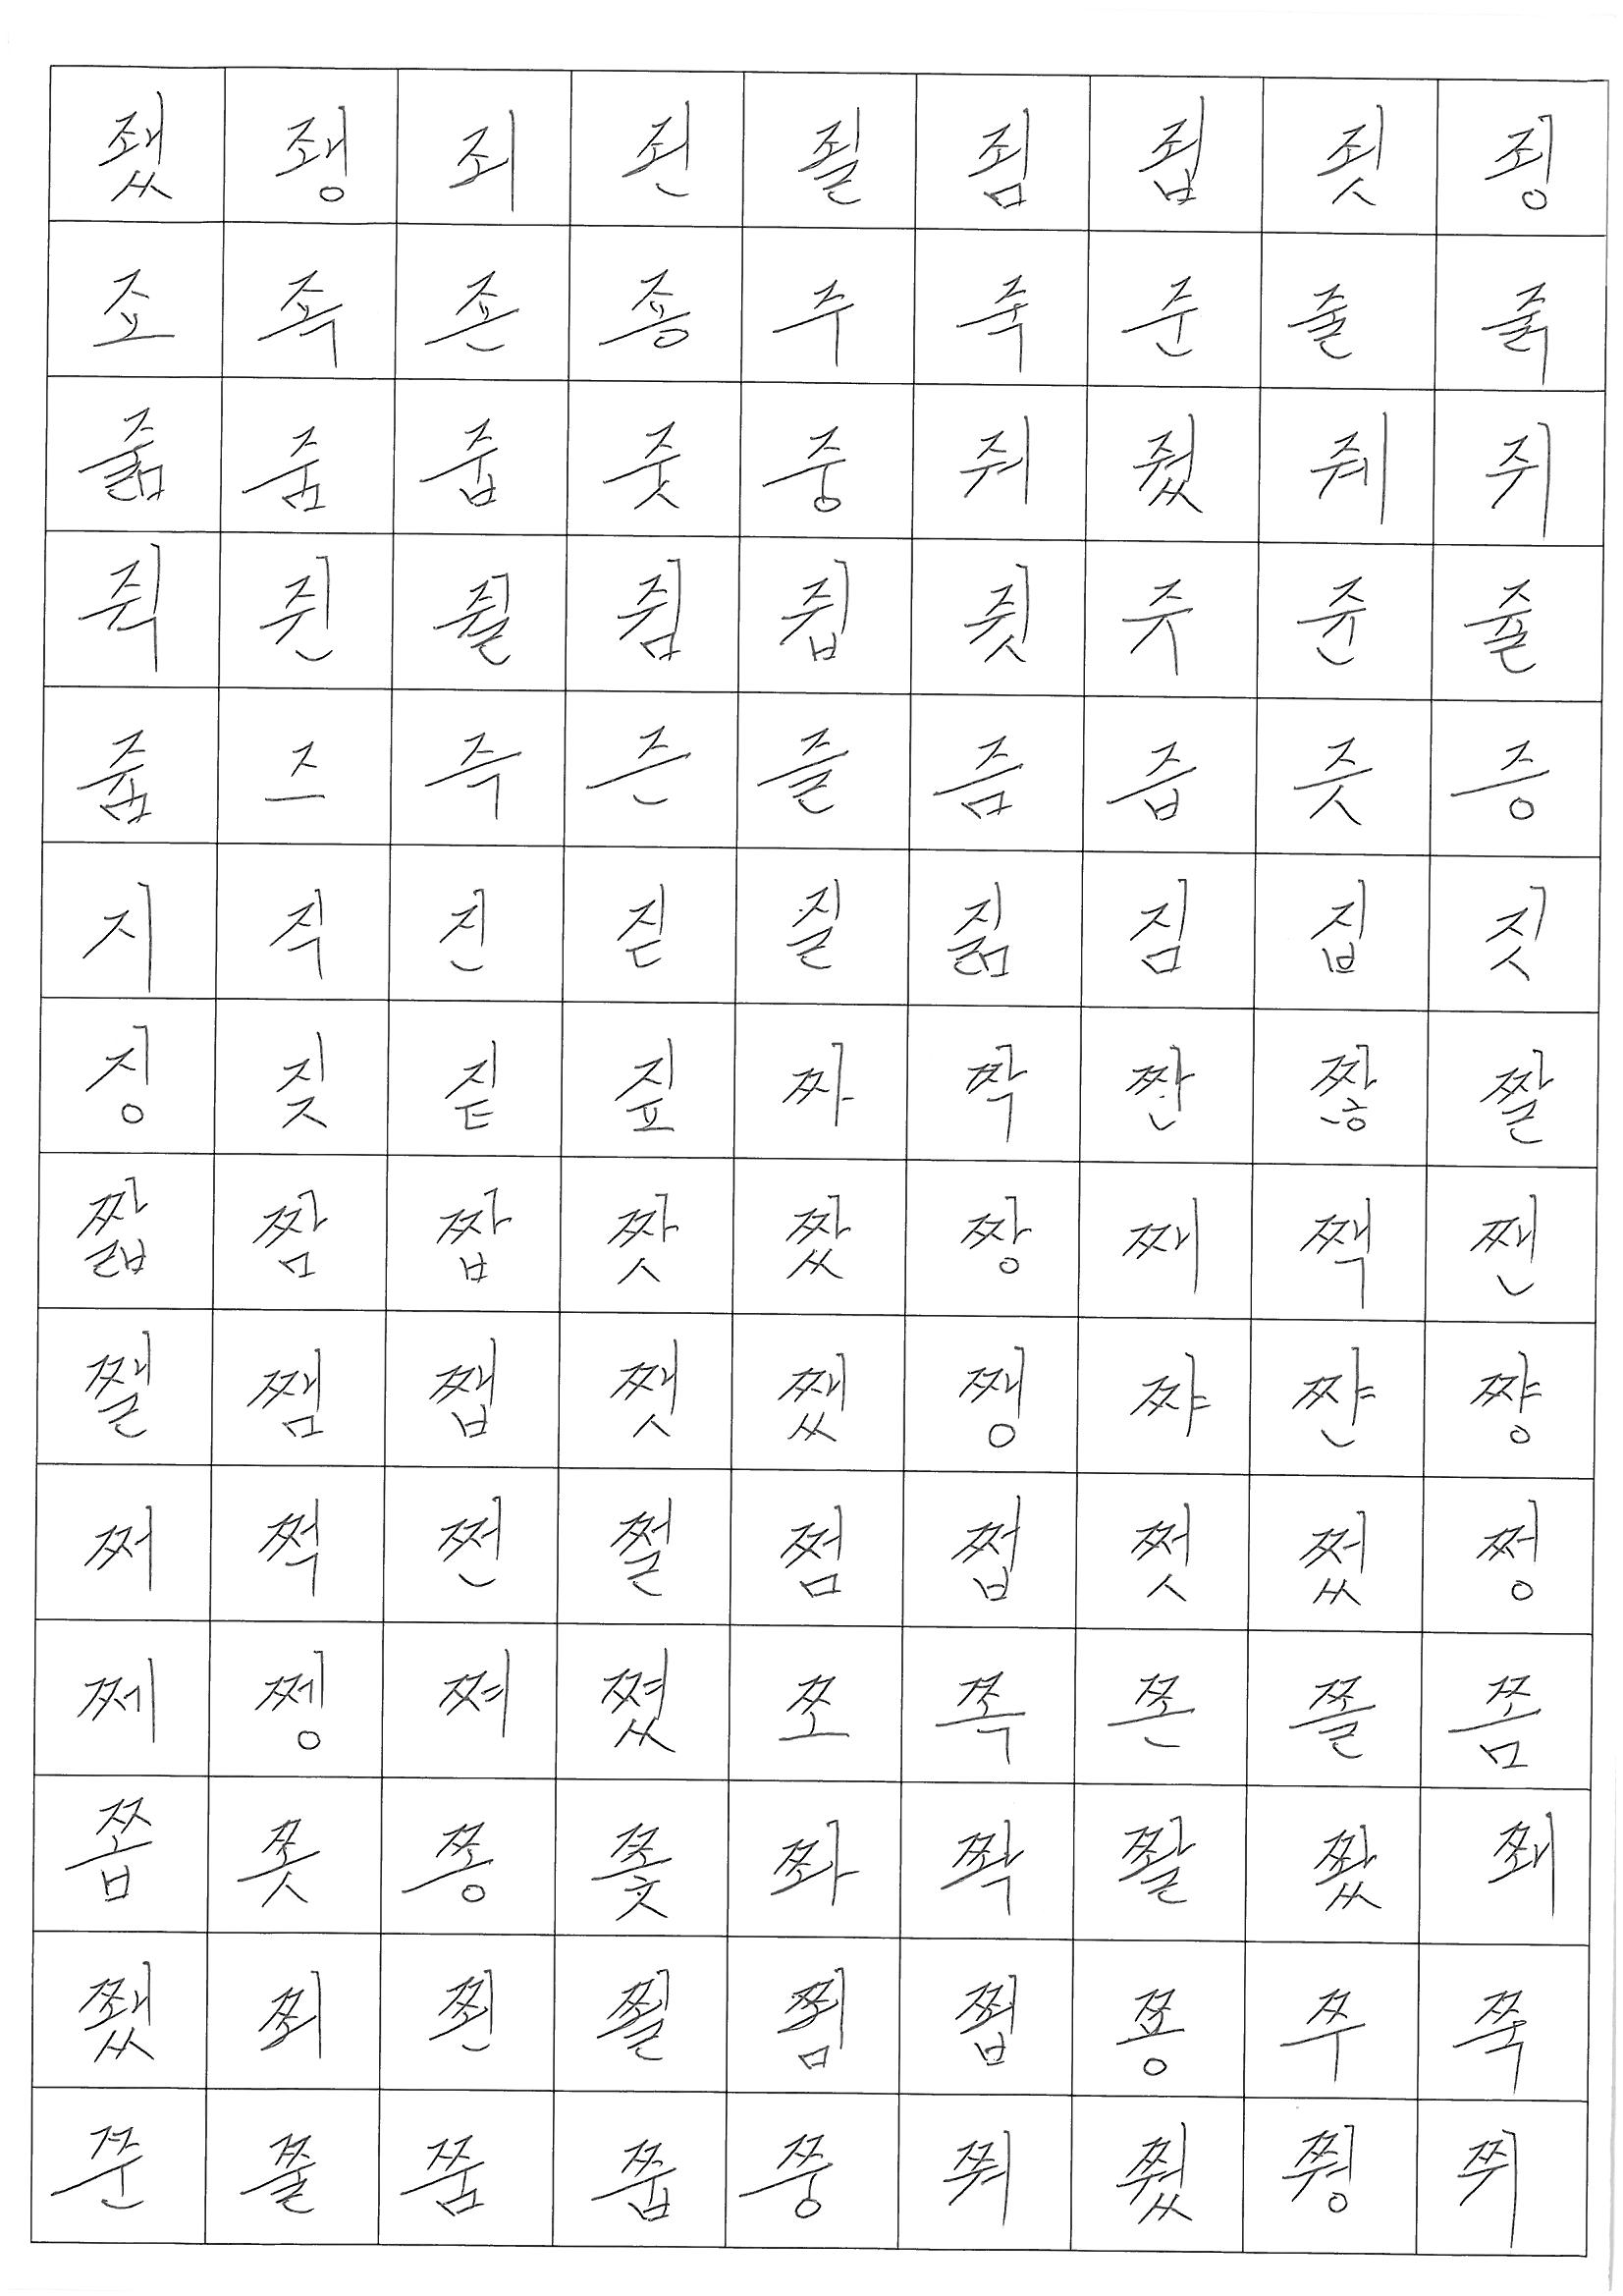 좼 좽 죄 죈 죌 죔 죕 죗 죙
죠 죡 죤 죵 주 죽 준 줄 줅
줆 줌 줍 줏 중 줘 줬 줴 쥐
쥑 쥔 쥘 쥠 쥡 쥣 쥬 쥰 쥴
쥼 즈 즉 즌 즐 즘 즙 즛 증
지 직 진 짇 질 짊 짐 집 짓
징 짖 짙 짚 짜 짝 짠 짢 짤
짧 짬 짭 짯 짰 짱 째 짹 짼
쨀 쨈 쨉 쨋 쨌 쨍 쨔 쨘 쨩
쩌 쩍 쩐 쩔 쩜 쩝 쩟 쩠 쩡
쩨 쩽 쪄 쪘 쪼 쪽 쫀 쫄 쫌
쫍 쫏 쫑 쫓 쫘 쫙 쫠 쫬 쫴
쬈 쬐 쬔 쬘 쬠 쬡 쭁 쭈 쭉
쭌 쭐 쭘 쭙 쭝 쭤 쭸 쭹 쮜